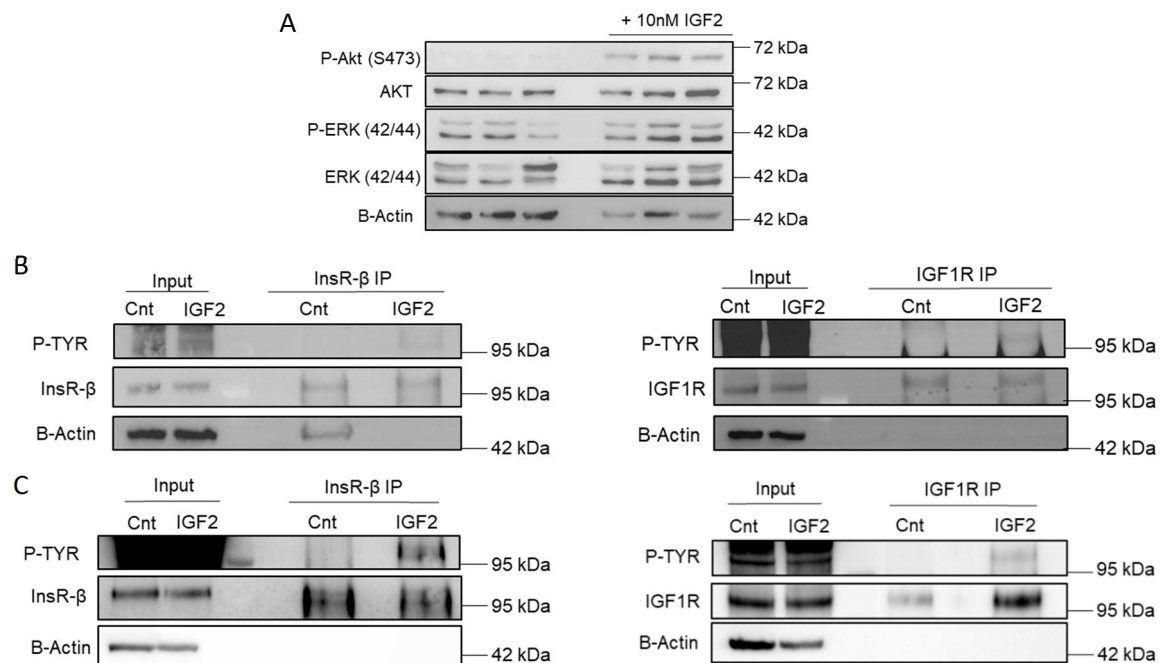 A
+ 10nM IGF2
P-Akt (S473)
72 kDa
AKT
72 kDa
P-ERK (42/44)
42 kDa
ERK (42/44)
42 kDa
B-Actin
42 kDa
B
Input
InsR-β IP
Cnt IGF2 Cnt IGF2
P-TYR
95 kDa
InsR-β
95 kDa
B-Actin
42 kDa
Input
IGF1R IP
Cnt IGF2 Cnt IGF2
P-TYR
95 kDa
IGF1R
95 kDa
B-Actin
42 kDa
C
Input
InsR-β IP
Cnt IGF2 Cnt IGF2
P-TYR
95 kDa
InsR-β
95 kDa
B-Actin
42 kDa
Input
IGF1R IP
Cnt IGF2 Cnt IGF2
P-TYR
95 kDa
IGF1R
95 kDa
B-Actin
42 kDa